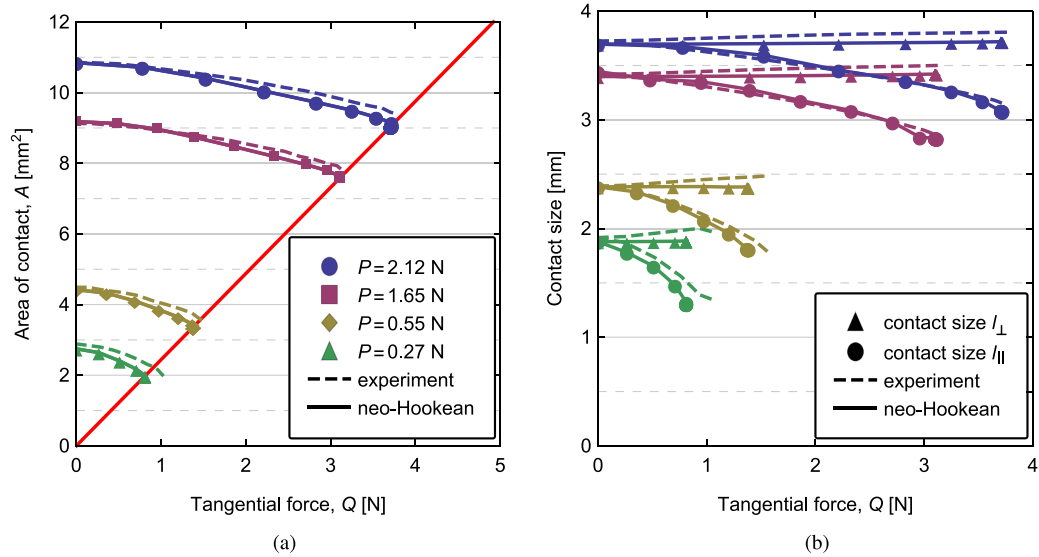 12
10
8
6
4
2
0
Area of contact, A [mm²]
P = 2.12 N
P = 1.65 N
P = 0.55 N
P = 0.27 N
experiment
neo-Hookean
0 1 2 3 4 5
Tangential force, Q [N]
(a)
4
3
2
1
0
Contact size [mm]
contact size l⊥
contact size l||
experiment
neo-Hookean
0 1 2 3 4
Tangential force, Q [N]
(b)